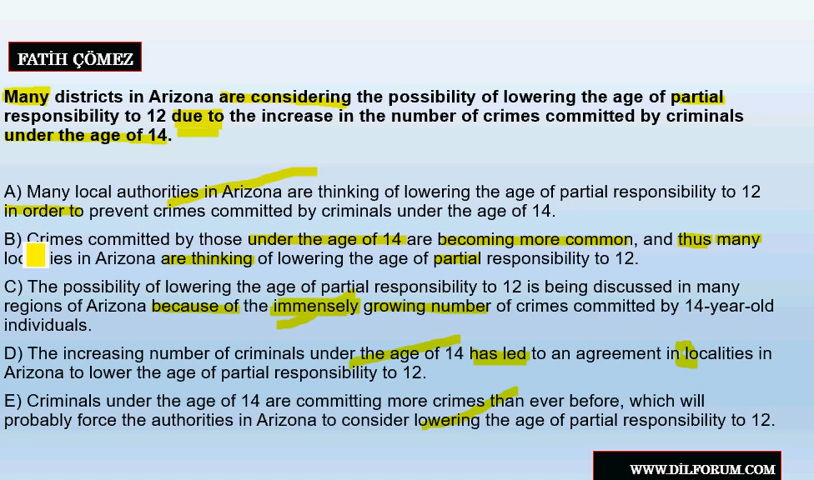 FATİH ÇÖMEZ
Many districts in Arizona are considering the possibility of lowering the age of partial
responsibility to 12 due to the increase in the number of crimes committed by criminals
under the age of 14.
A) Many local authorities in Arizona are thinking of lowering the age of partial responsibility to 12
in order to prevent crimes committed by criminals under the age of 14.
B) Crimes committed by those under the age of 14 are becoming more common, and thus many
in Arizona are thinking of lowering the age of partial responsibility to 12.
C) The possibility of lowering the age of partial responsibility to 12 is being discussed in many
regions of Arizona because of the immensely growing number of crimes committed by 14-year-old
individuals.
D) The increasing number of criminals under the age of 14 has led to an agreement in localities in
Arizona to lower the age of partial responsibility to 12.
E) Criminals under the age of 14 are committing more crimes than ever before, which will
probably force the authorities in Arizona to consider lowering the age of partial responsibility to 12.
WWW.DİLFORUM.COM